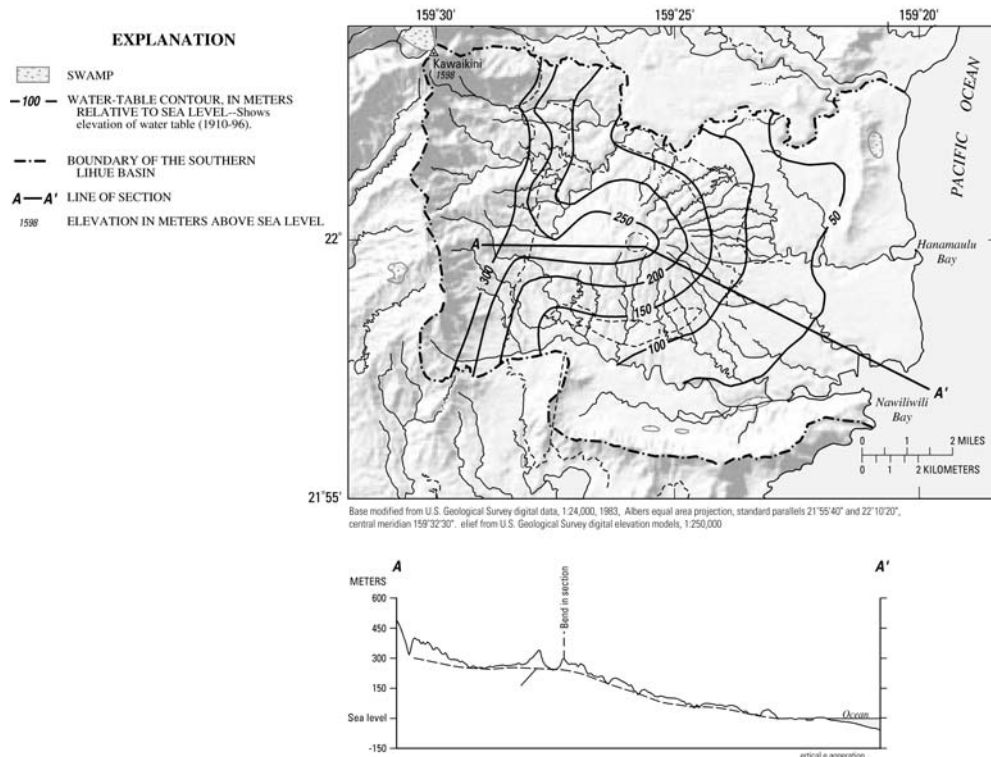 159°30' 159°25' 159°20'
EXPLANATION
SWAMP
100 WATER-TABLE CONTOUR, IN METERS
RELATIVE TO SEA LEVEL--Shows
elevation of water table (1910-96).
BOUNDARY OF THE SOUTHERN
LIHUE BASIN
A—A' LINE OF SECTION
1598 ELEVATION IN METERS ABOVE SEA LEVEL
Kawaikini
1598
PACIFIC OCEAN
22°
A
250
50
Hanamaulu
Bay
300
200
150
100
A'
Nawiliwili
Bay
0 1 2 MILES
0 1 2 KILOMETERS
21°55'
Base modified from U.S. Geological Survey digital data, 1:24,000, 1983, Albers equal area projection, standard parallels 21°55'40" and 22°10'20",
central meridian 159°32'30". elief from U.S. Geological Survey digital elevation models, 1:250,000
A A'
METERS
600
450
300
150
Sea level
-150
Bend in section
Ocean